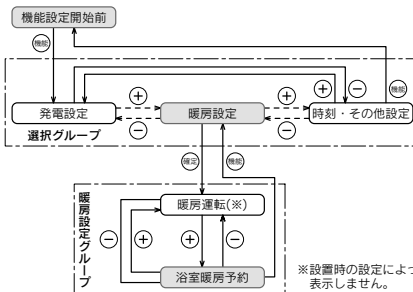 機能設定開始前
機能
機能
発電設定
＋
－
暖房設定
＋
－
＋
－
時刻・その他設定
選択グループ
確定
機能
暖房設定グループ
暖房運転(※)
－
＋
＋
－
浴室暖房予約
※設置時の設定によっ
表示しません。